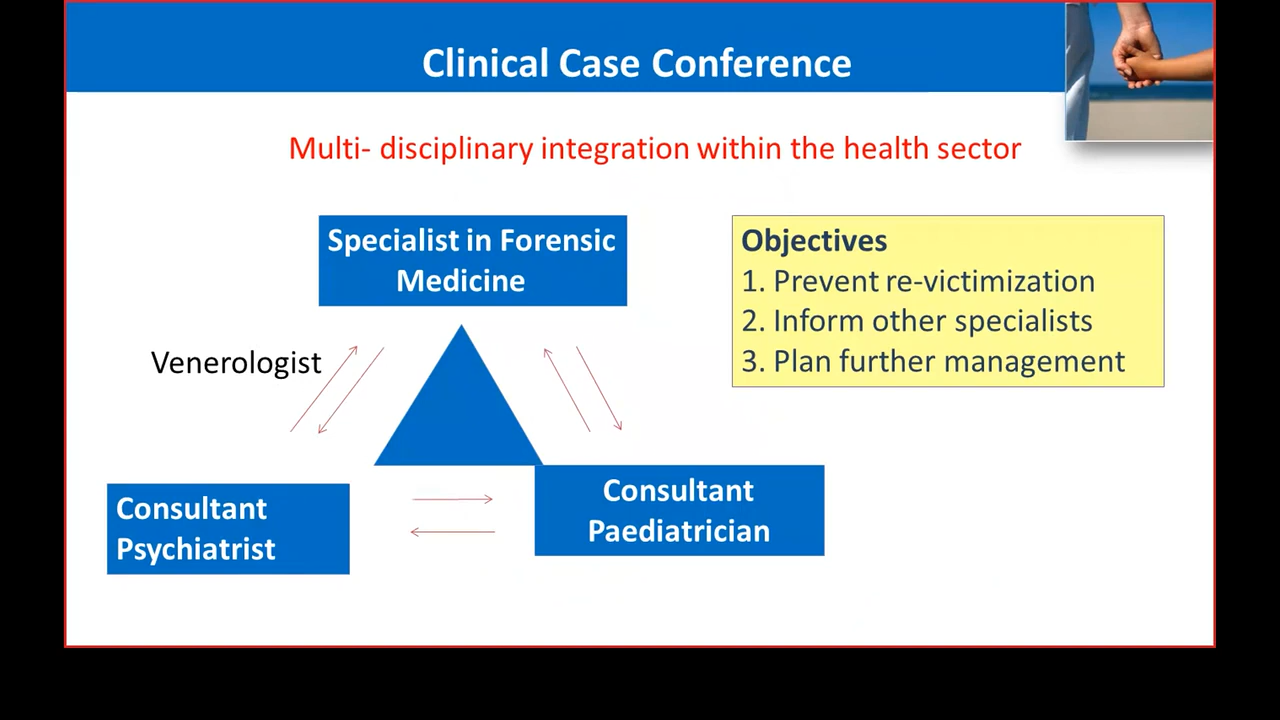 Clinical Case Conference
Multi- disciplinary integration within the health sector
Specialist in Forensic
Medicine
Objectives
1. Prevent re-victimization
2. Inform other specialists
3. Plan further management
Venerologist
Consultant
Psychiatrist
Consultant
Paediatrician